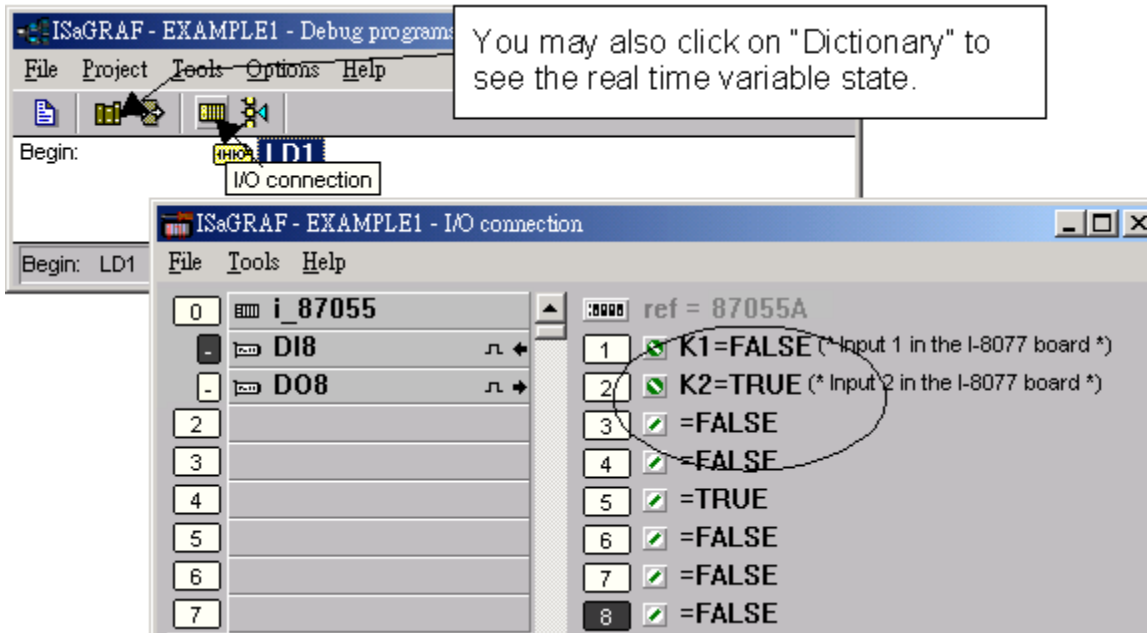 ISaGRAF - EXAMPLE1 - Debug programs
You may also click on "Dictionary" to
see the real time variable state.
File Project Tools Options Help
Begin: LD1
I/O connection
ISaGRAF - EXAMPLE1 - I/O connection
Begin: LD1
File Tools Help
0 i_87055
- DI8
- DO8
2
3
4
5
6
7
ref = 87055A
1 K1=FALSE (* Input 1 in the I-8077 board *)
2 K2=TRUE (* Input 2 in the I-8077 board *)
3 =FALSE
4 =FALSE
5 =TRUE
6 =FALSE
7 =FALSE
8 =FALSE